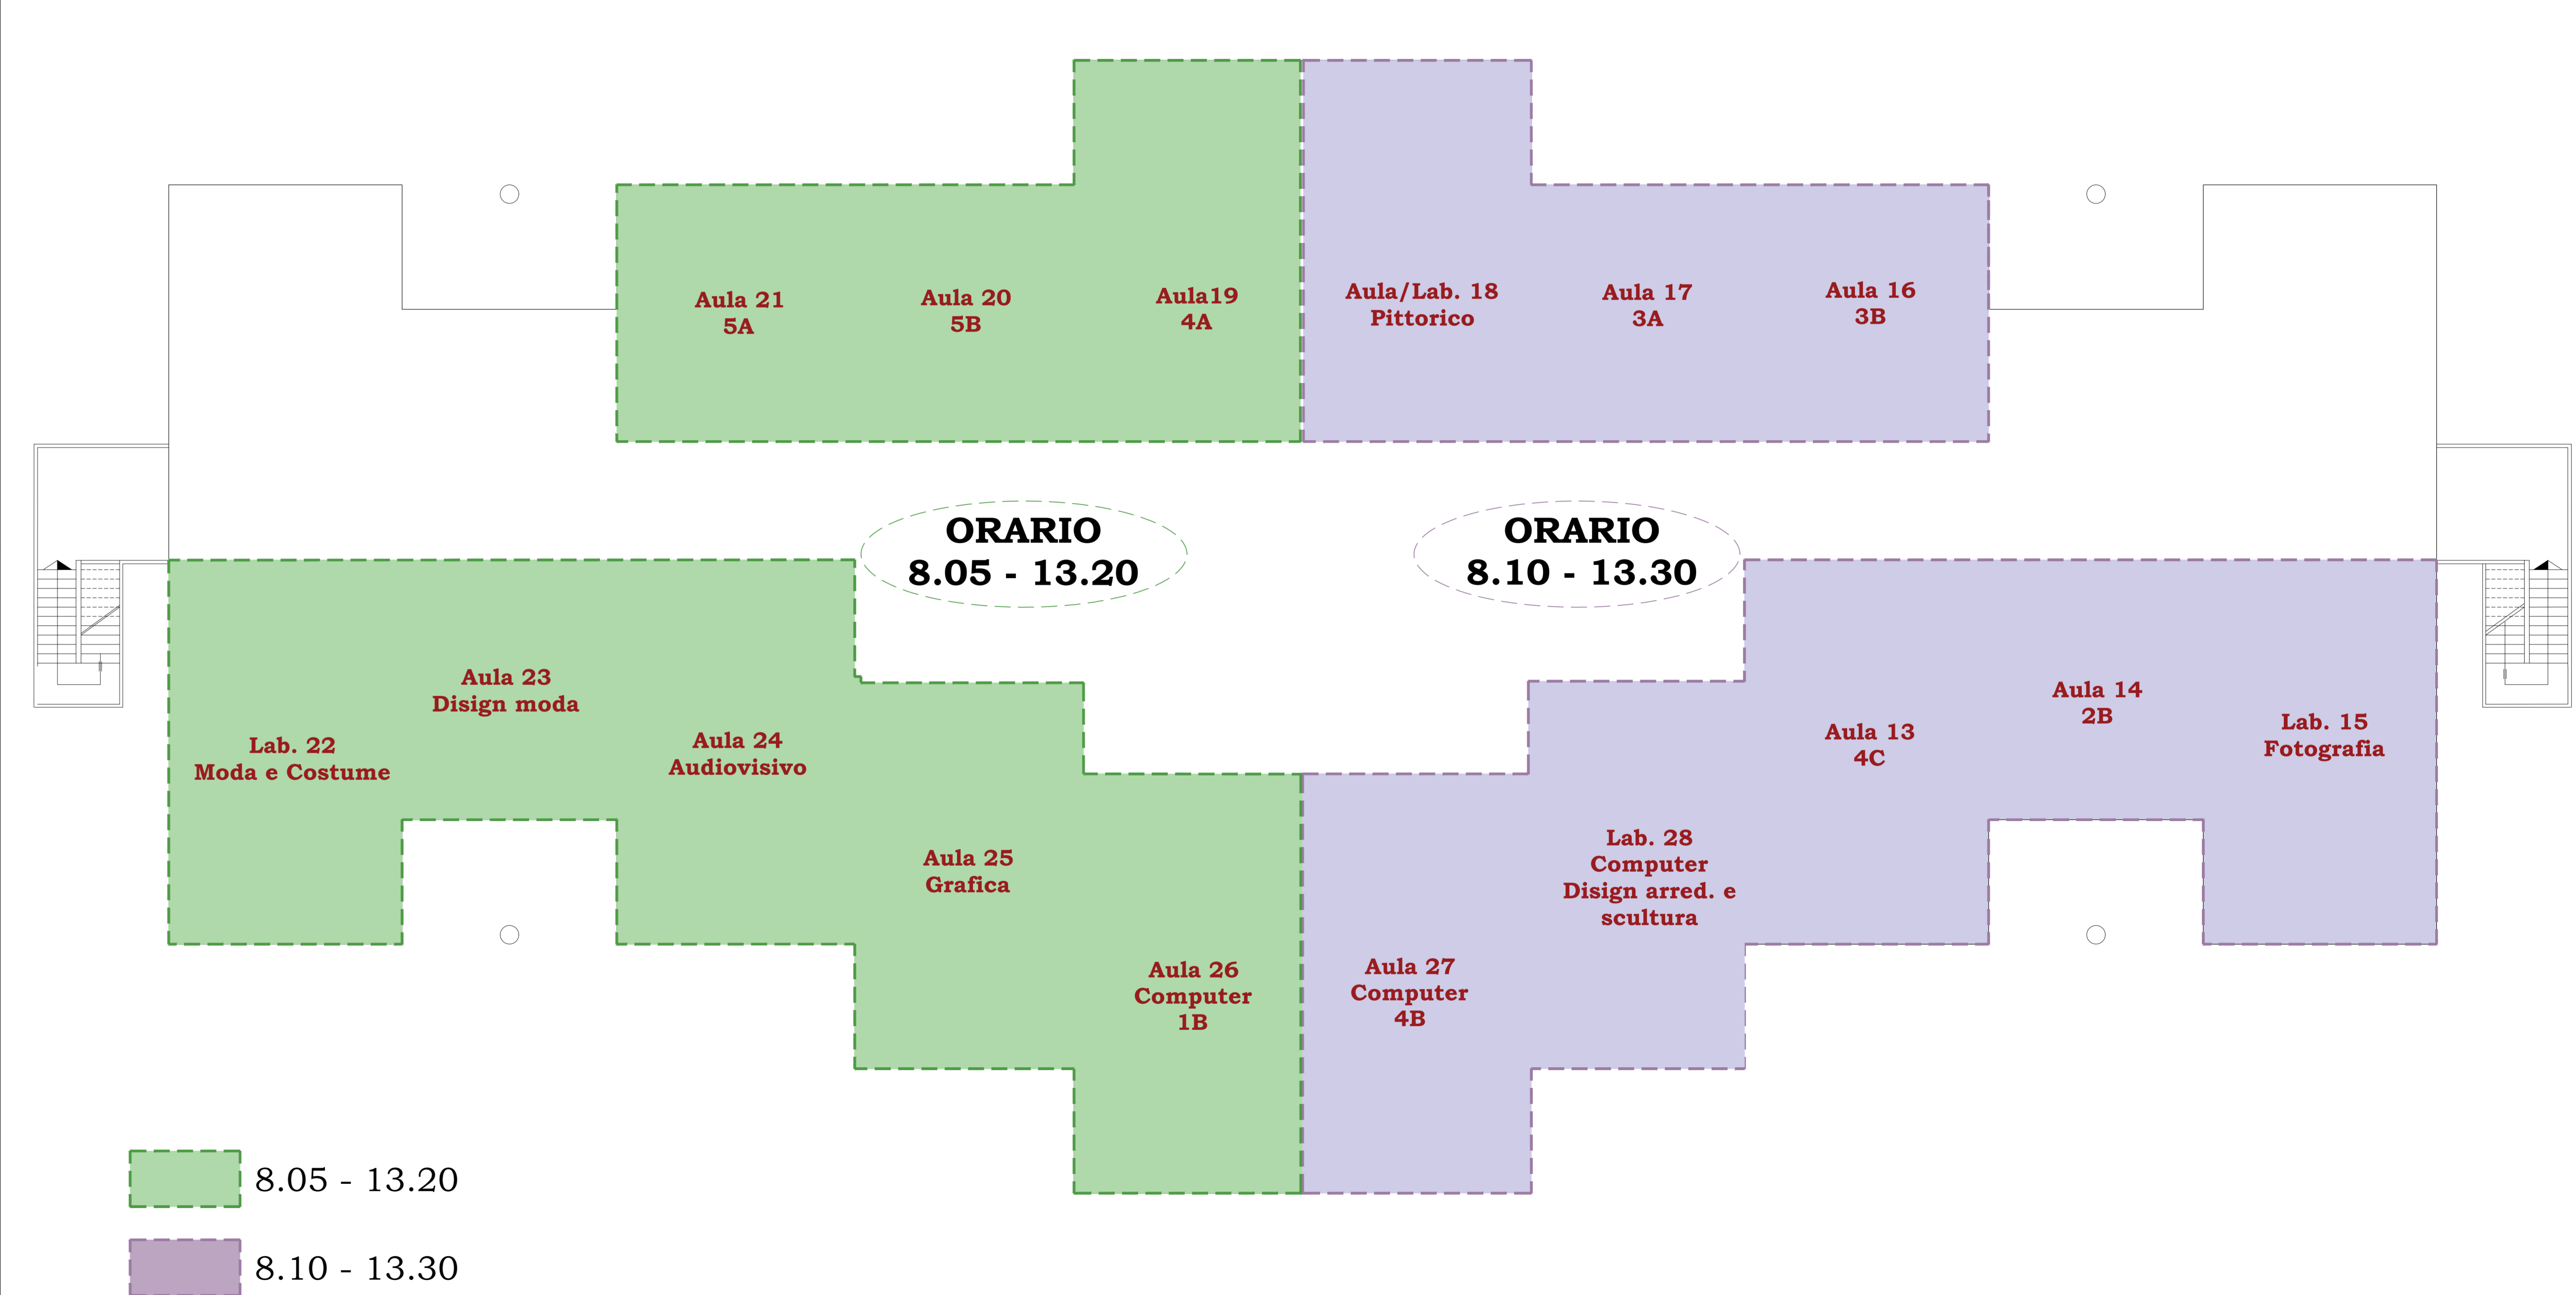 Aula 21
5A
Aula 20
5B
Aula19
4A
Aula/Lab. 18
Pittorico
Aula 17
3A
Aula 16
3B
ORARIO
8.05 - 13.20
ORARIO
8.10 - 13.30
Lab. 22
Moda e Costume
Aula 23
Disign moda
Aula 24
Audiovisivo
Aula 25
Grafica
Aula 26
Computer
1B
Aula 27
Computer
4B
Lab. 28
Computer
Disign arred. e
scultura
Aula 13
4C
Aula 14
2B
Lab. 15
Fotografia
8.05 - 13.20
8.10 - 13.30